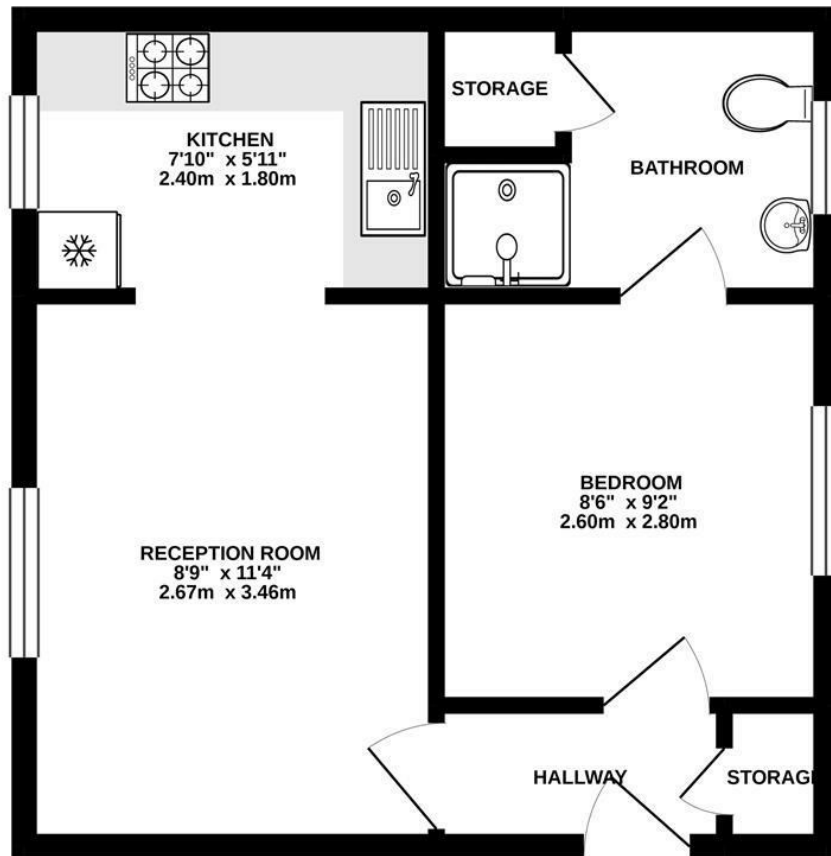 STORAGE
KITCHEN
7'10" x 5'11"
2.40m x 1.80m
BATHROOM
BEDROOM
8'6" x 9'2"
2.60m x 2.80m
RECEPTION ROOM
8'9" x 11'4"
2.67m x 3.46m
HALLWAY
STORAGE